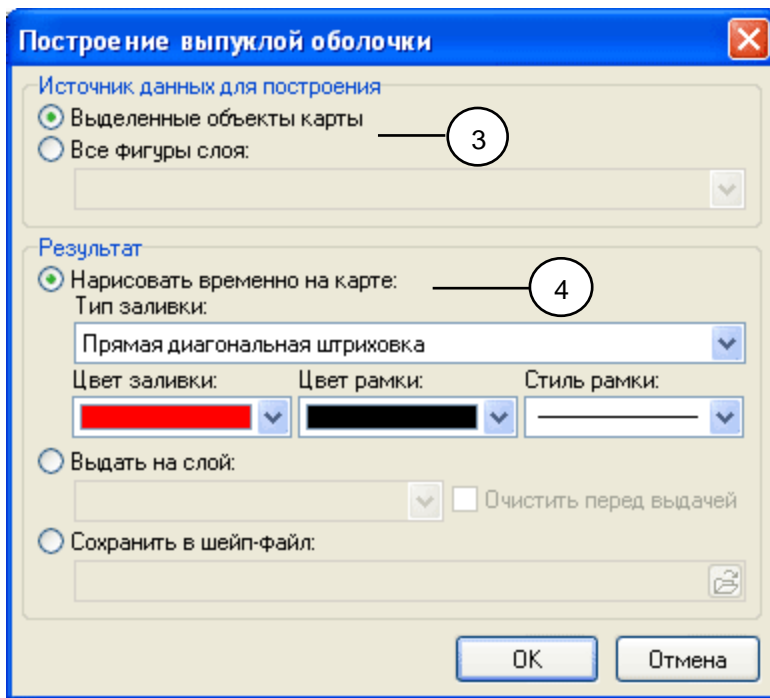 Построение выпуклой оболочки
Источник данных для построения
Выделенные объекты карты
3
Все фигуры слоя:
Результат
Нарисовать временно на карте:
4
Тип заливки:
Прямая диагональная штриховка
Цвет заливки: Цвет рамки: Стиль рамки:
Выдать на слой:
Очистить перед выдачей
Сохранить в шейп-файл:
OK Отмена